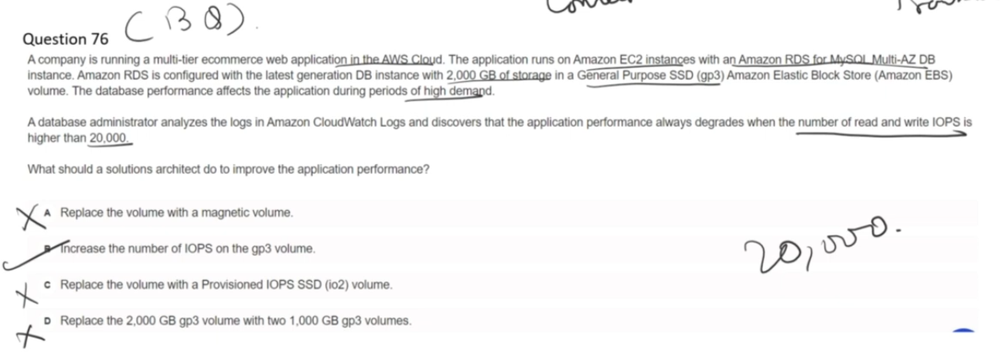 (BQ).
Question 76
A company is running a multi-tier ecommerce web application in the AWS Cloud. The application runs on Amazon EC2 instances with an Amazon RDS for MySQL Multi-AZ DB
instance. Amazon RDS is configured with the latest generation DB instance with 2,000 GB of storage in a General Purpose SSD (gp3) Amazon Elastic Block Store (Amazon EBS)
volume. The database performance affects the application during periods of high demand.
A database administrator analyzes the logs in Amazon CloudWatch Logs and discovers that the application performance always degrades when the number of read and write IOPS is
higher than 20,000.
What should a solutions architect do to improve the application performance?
A Replace the volume with a magnetic volume.
B Increase the number of IOPS on the gp3 volume.
20,000.
C Replace the volume with a Provisioned IOPS SSD (io2) volume.
D Replace the 2,000 GB gp3 volume with two 1,000 GB gp3 volumes.